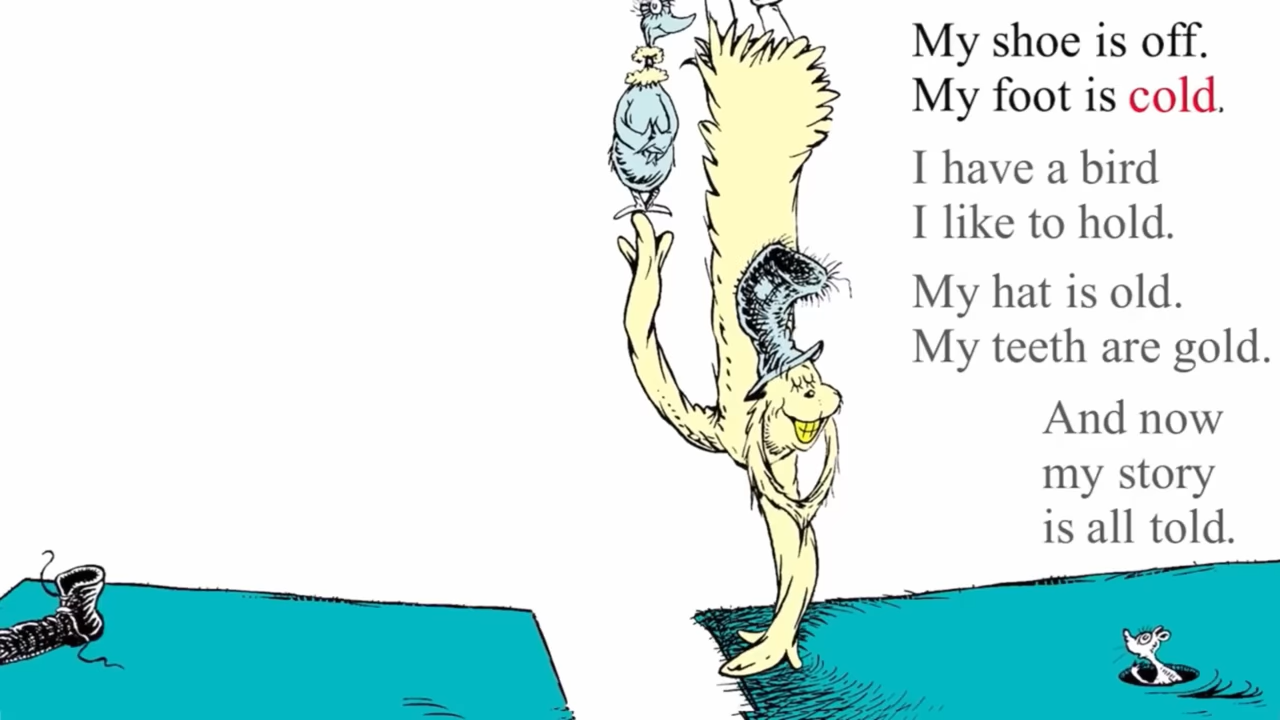 My shoe is off.
My foot is cold.
I have a bird
I like to hold.
My hat is old.
My teeth are gold.
And now
my story
is all told.